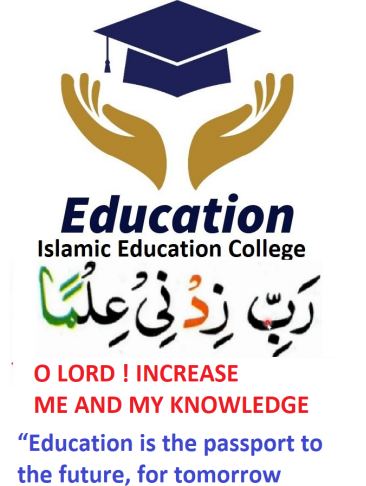 Education
Islamic Education College
رَبِّ زِدْنِيْ عِلْمًا
O LORD ! INCREASE
ME AND MY KNOWLEDGE
“Education is the passport to
the future, for tomorrow